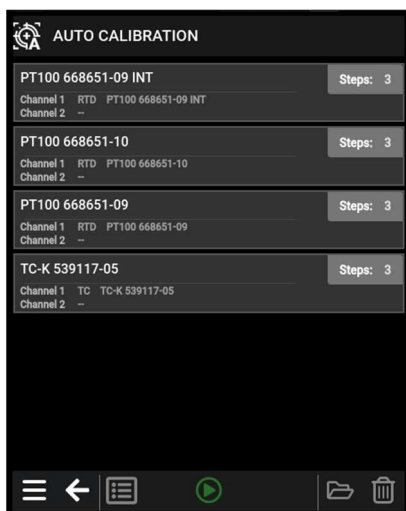 AUTO CALIBRATION
PT100 668651-09 INT Steps: 3
Channel 1 RTD PT100 668651-09 INT
Channel 2 --
PT100 668651-10 Steps: 3
Channel 1 RTD PT100 668651-10
Channel 2 --
PT100 668651-09 Steps: 3
Channel 1 RTD PT100 668651-09
Channel 2 --
TC-K 539117-05 Steps: 3
Channel 1 TC TC-K 539117-05
Channel 2 --